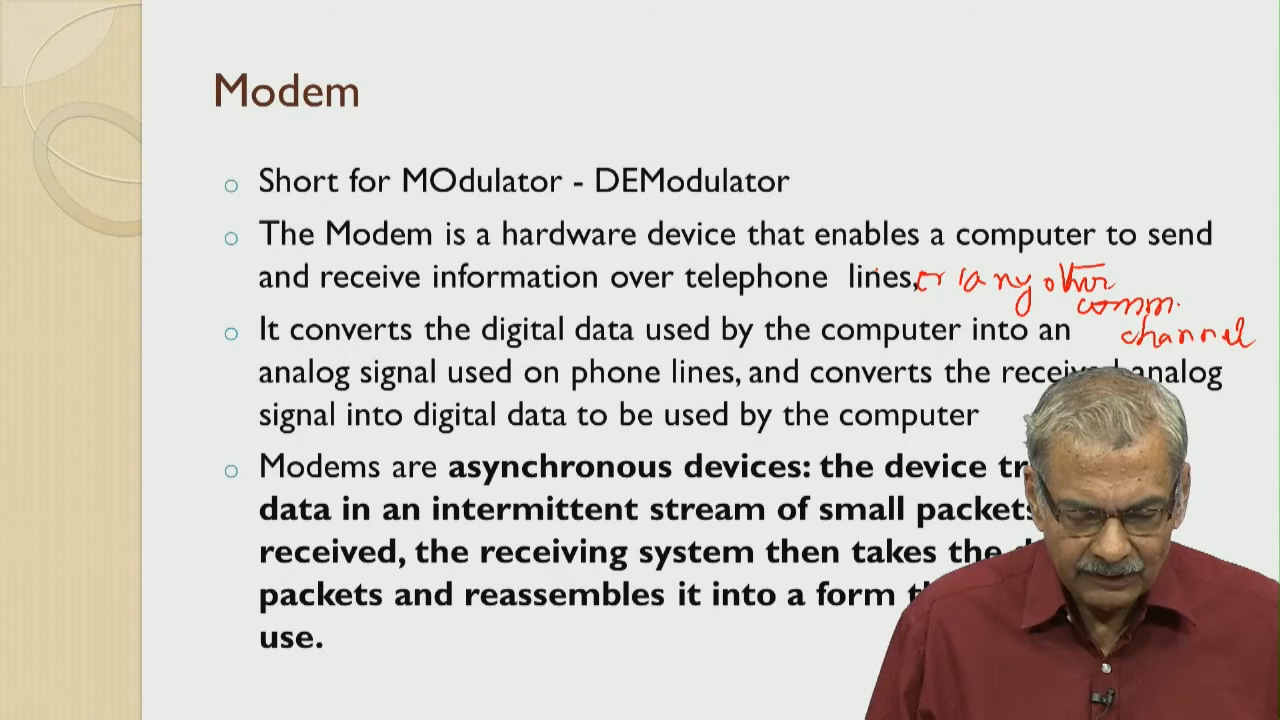 Modem
Short for MOdulator - DEModulator
The Modem is a hardware device that enables a computer to send
and receive information over telephone lines, or any other
comm.
channel
It converts the digital data used by the computer into an
analog signal used on phone lines, and converts the analog
signal into digital data to be used by the computer
Modems are asynchronous devices: the device
data in an intermittent stream of small packets
received, the receiving system then takes the
packets and reassembles it into a form
use.